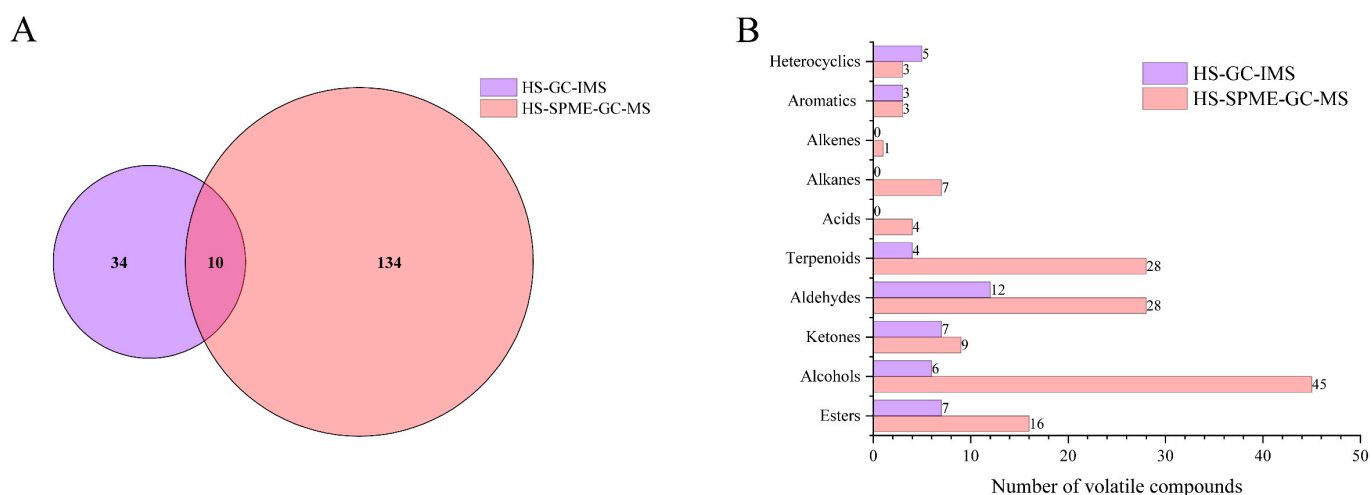 A
HS-GC-IMS
HS-SPME-GC-MS
34
10
134
B
HS-GC-IMS
HS-SPME-GC-MS
Heterocyclics
5
3
Aromatics
3
3
Alkenes
0
1
Alkanes
0
7
Acids
0
4
Terpenoids
4
28
Aldehydes
12
28
Ketones
7
9
Alcohols
6
45
Esters
7
16
0 10 20 30 40 50
Number of volatile compounds